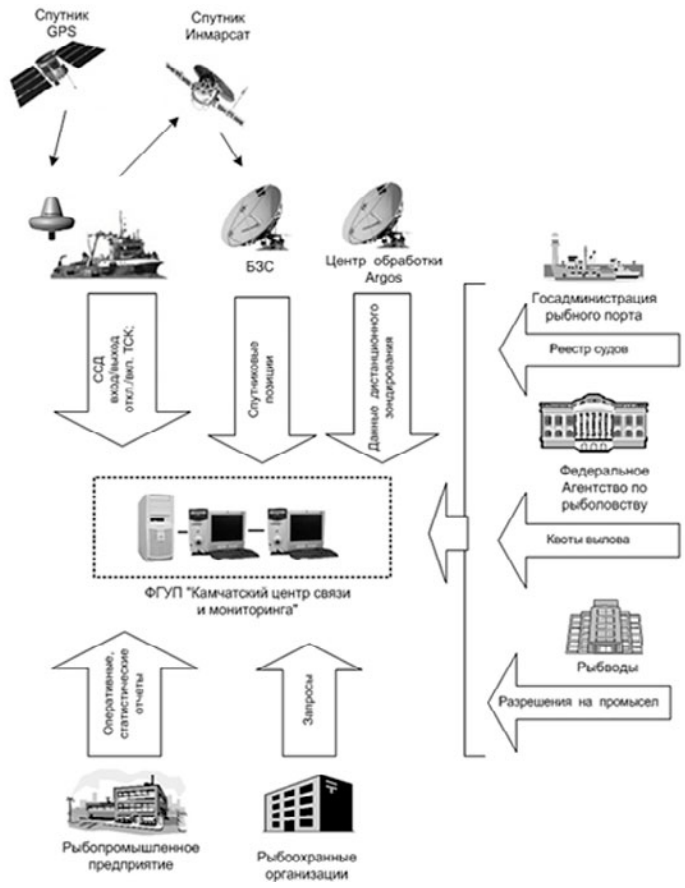 Спутник
GPS
Спутник
Инмарсат
БЗС
Центр обработки
Argos
Госадминистрация
рыбного порта
ССД
вход/выход
откл./вкл. ТСК;
Спутниковые
позиции
Данные дистанционного
зондирования
Реестр судов
Федеральное
Агентство по
рыболовству
Квоты вылова
ФГУП "Камчатский центр связи
и мониторинга"
Рыбводы
Разрешения на промысел
Оперативные,
статистические
отчеты
Запросы
Рыбопромышленное
предприятие
Рыбоохранные
организации